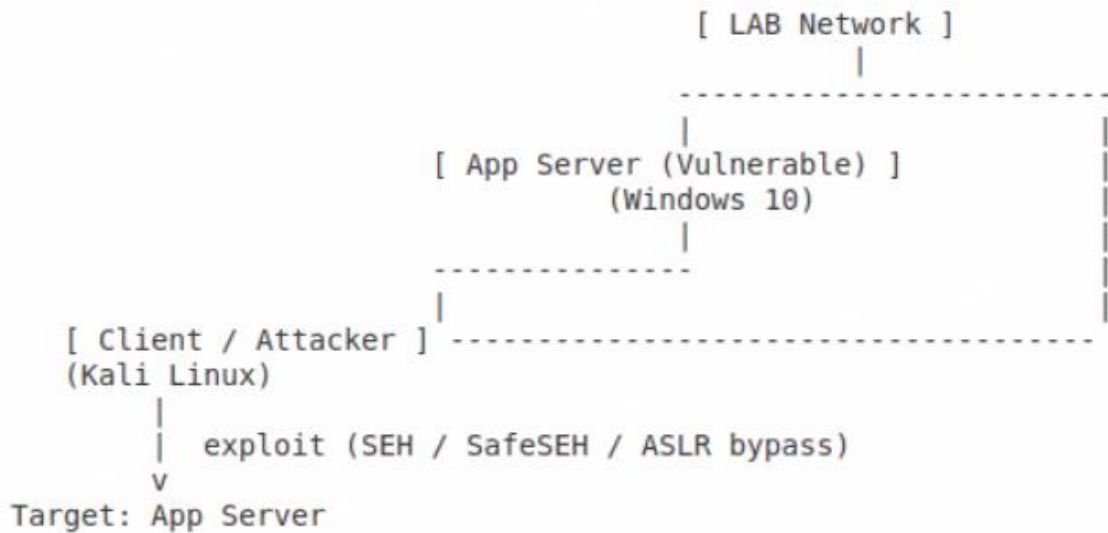 [ LAB Network ]
[ App Server (Vulnerable) ]
(Windows 10)
[ Client / Attacker ]
(Kali Linux)
exploit (SEH / SafeSEH / ASLR bypass)
v
Target: App Server